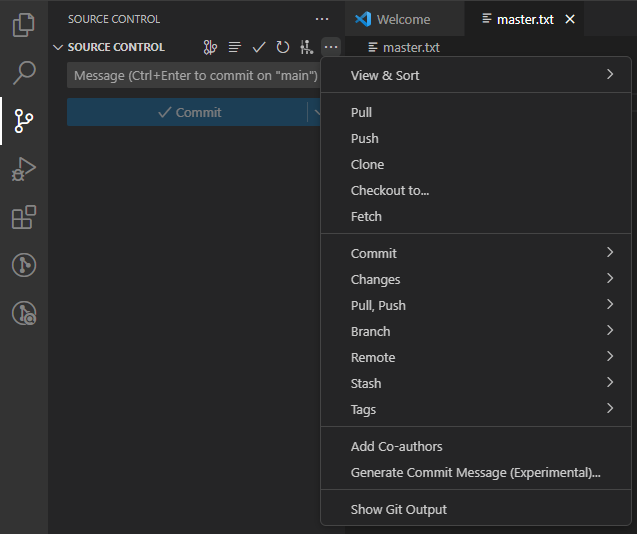 SOURCE CONTROL
Welcome
master.txt
SOURCE CONTROL
master.txt
Message (Ctrl+Enter to commit on "main")
Commit
View & Sort
Pull
Push
Clone
Checkout to...
Fetch
Commit
Changes
Pull, Push
Branch
Remote
Stash
Tags
Add Co-authors
Generate Commit Message (Experimental)...
Show Git Output